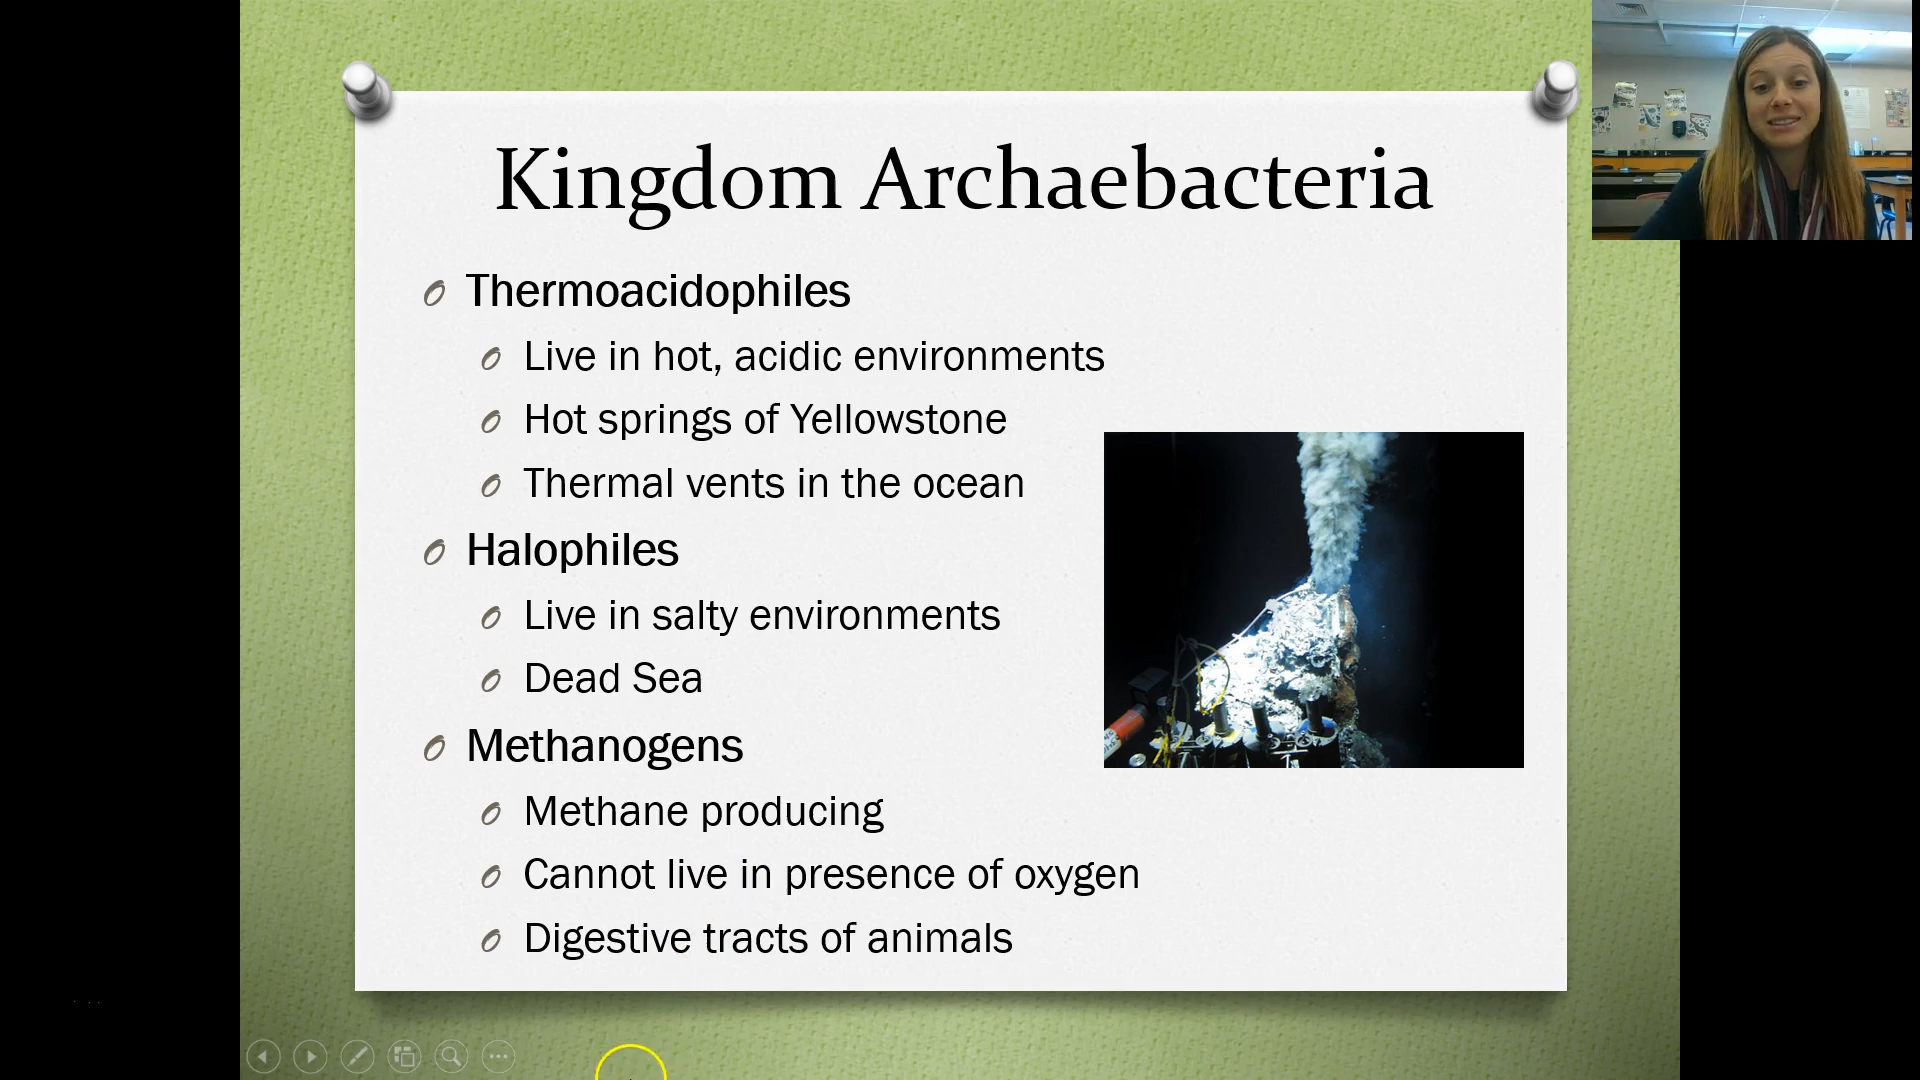 Kingdom Archaebacteria
Thermoacidophiles
Live in hot, acidic environments
Hot springs of Yellowstone
Thermal vents in the ocean
Halophiles
Live in salty environments
Dead Sea
Methanogens
Methane producing
Cannot live in presence of oxygen
Digestive tracts of animals